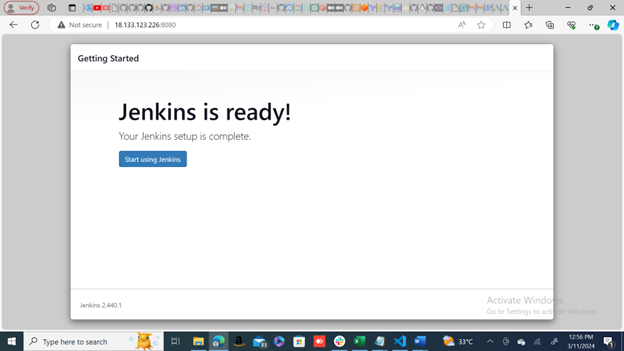 Verify
Not secure | 18.133.123.226:8080
Getting Started
Jenkins is ready!
Your Jenkins setup is complete.
Start using Jenkins
Jenkins 2.440.1
Activate Windows
Go to Settings to activate Windows.
Type here to search
33
33°C
12:56 PM
3/11/2024
1